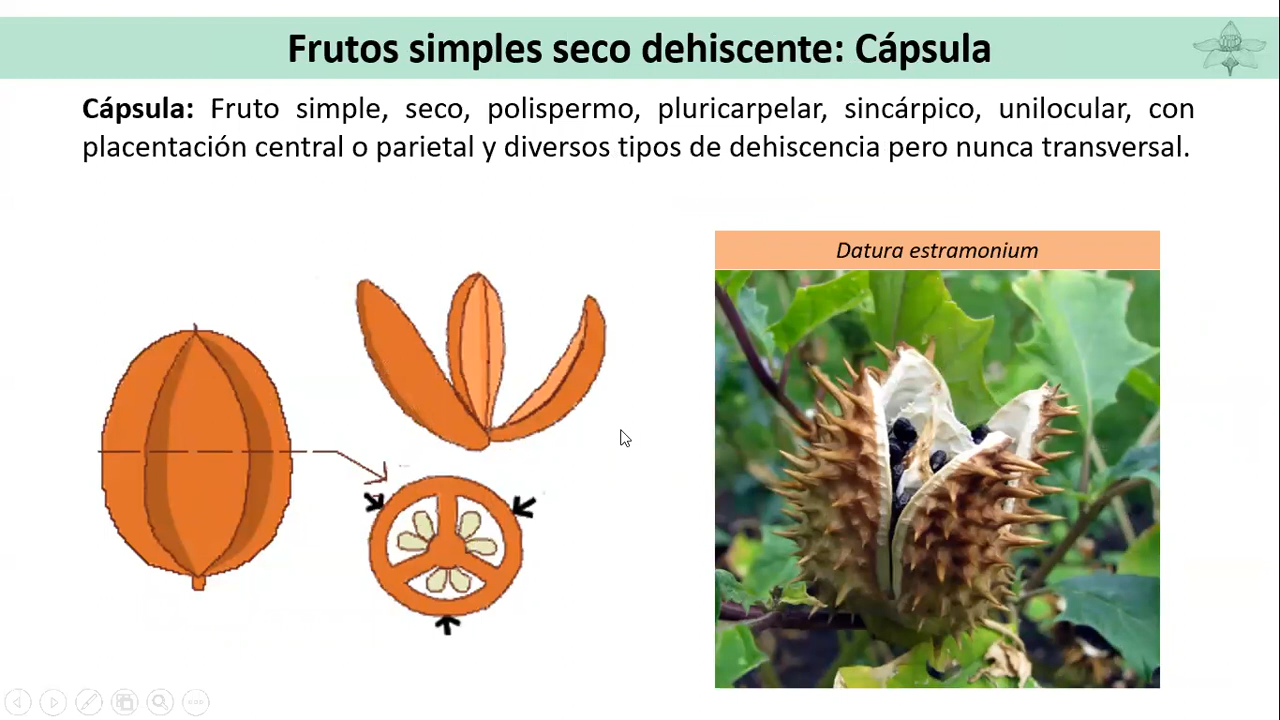 Frutos simples seco dehiscente: Cápsula
Cápsula: Fruto simple, seco, polispermo, pluricarpelar, sincárpico, unilocular, con
placentación central o parietal y diversos tipos de dehiscencia pero nunca transversal.
Datura estramonium